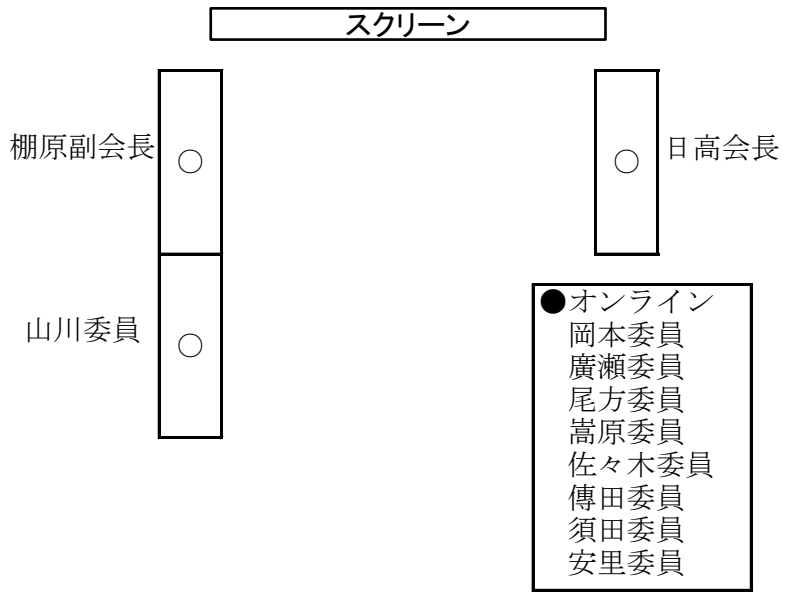 スクリーン
棚原副会長
○
○
日高会長
山川委員
○
●オンライン
岡本委員
廣瀬委員
尾方委員
嵩原委員
佐々木委員
傳田委員
須田委員
安里委員